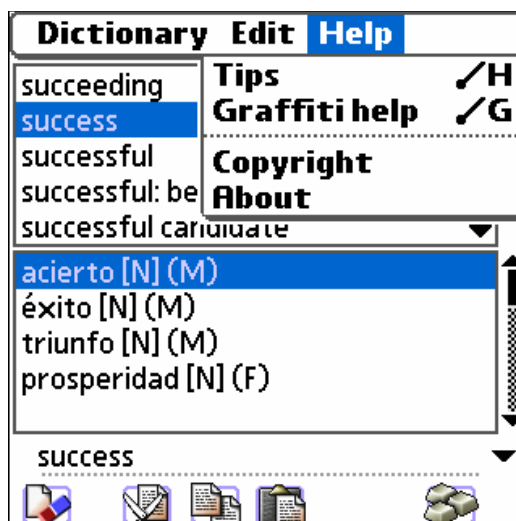 Dictionary Edit Help
Tips /H
Graffiti help /G
Copyright
About
succeeding
success
successful
successful: be
successful candidate
acierto [N] (M)
éxito [N] (M)
triunfo [N] (M)
prosperidad [N] (F)
success